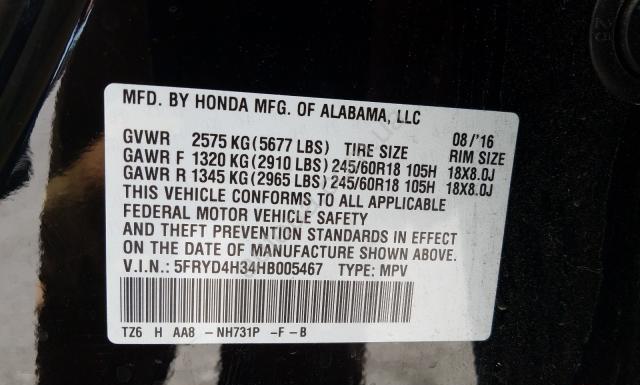 MFD. BY HONDA MFG. OF ALABAMA, LLC
GVWR 2575 KG(5677 LBS) TIRE SIZE 08/'16 RIM SIZE
GAWR F 1320 KG(2910 LBS) 245/60R18 105H 18X8.0J
GAWR R 1345 KG(2965 LBS) 245/60R18 105H 18X8.0J
THIS VEHICLE CONFORMS TO ALL APPLICABLE
FEDERAL MOTOR VEHICLE SAFETY
AND THEFT PREVENTION STANDARDS IN EFFECT
ON THE DATE OF MANUFACTURE SHOWN ABOVE.
V.I.N.: 5FRYD4H34HB005467 TYPE: MPV
TZ6 H AA8 -NH731P -F-B